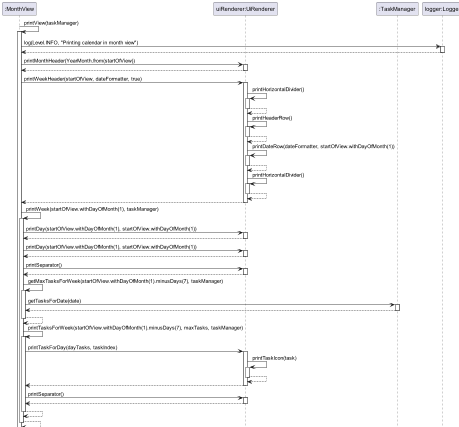 :MonthView
uiRenderer:UiRenderer
:TaskManager
logger:Logger
printView(taskManager)
log(Level.INFO, "Printing calendar in month view")
printMonthHeader(YearMonth.from(startOfView))
printWeekHeader(startOfView, dateFormatter, true)
printHorizontalDivider()
printHeaderRow()
printDateRow(dateFormatter, startOfView.withDayOfMonth(1))
printHorizontalDivider()
printWeek(startOfView.withDayOfMonth(1), taskManager)
printDay(startOfView.withDayOfMonth(1), startOfView.withDayOfMonth(1))
printDay(startOfView.withDayOfMonth(1), startOfView.withDayOfMonth(1))
printSeparator()
getMaxTasksForWeek(startOfView.withDayOfMonth(1).minusDays(7), taskManager)
getTasksForDate(date)
printTasksForWeek(startOfView.withDayOfMonth(1).minusDays(7), maxTasks, taskManager)
printTaskForDay(dayTasks, taskIndex)
printTaskIcon(task)
printSeparator()